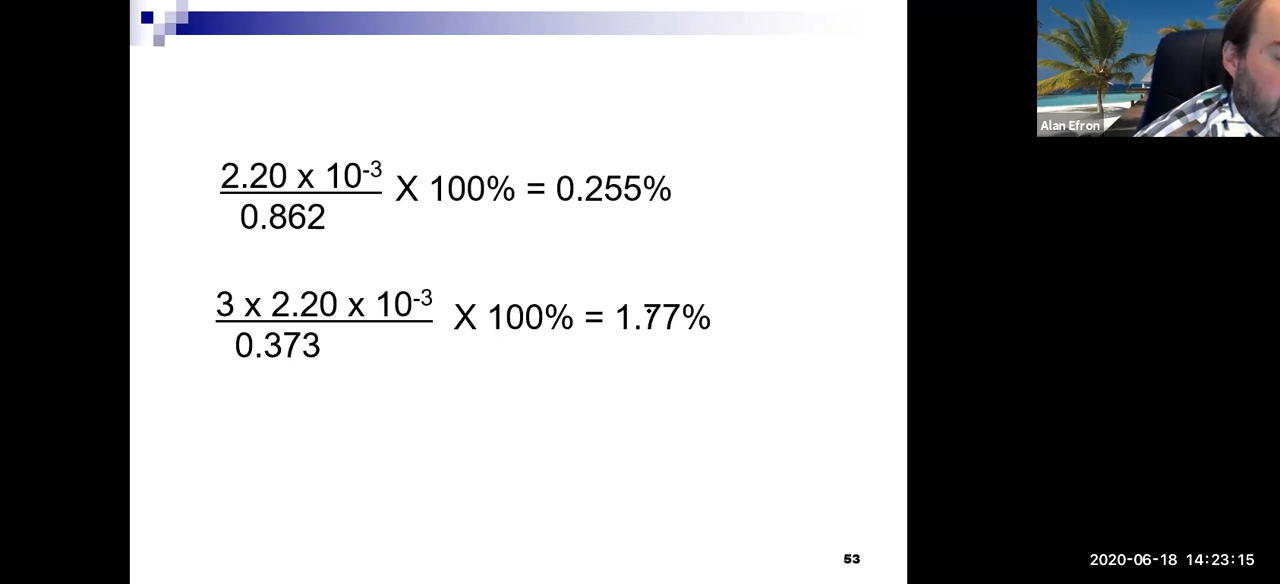 2.20 x 10-3
X 100% = 0.255%
0.862
3 x 2.20 x 10-3
X 100% = 1.77%
0.373
Alan Efron
53
2020-06-18 14:23:15